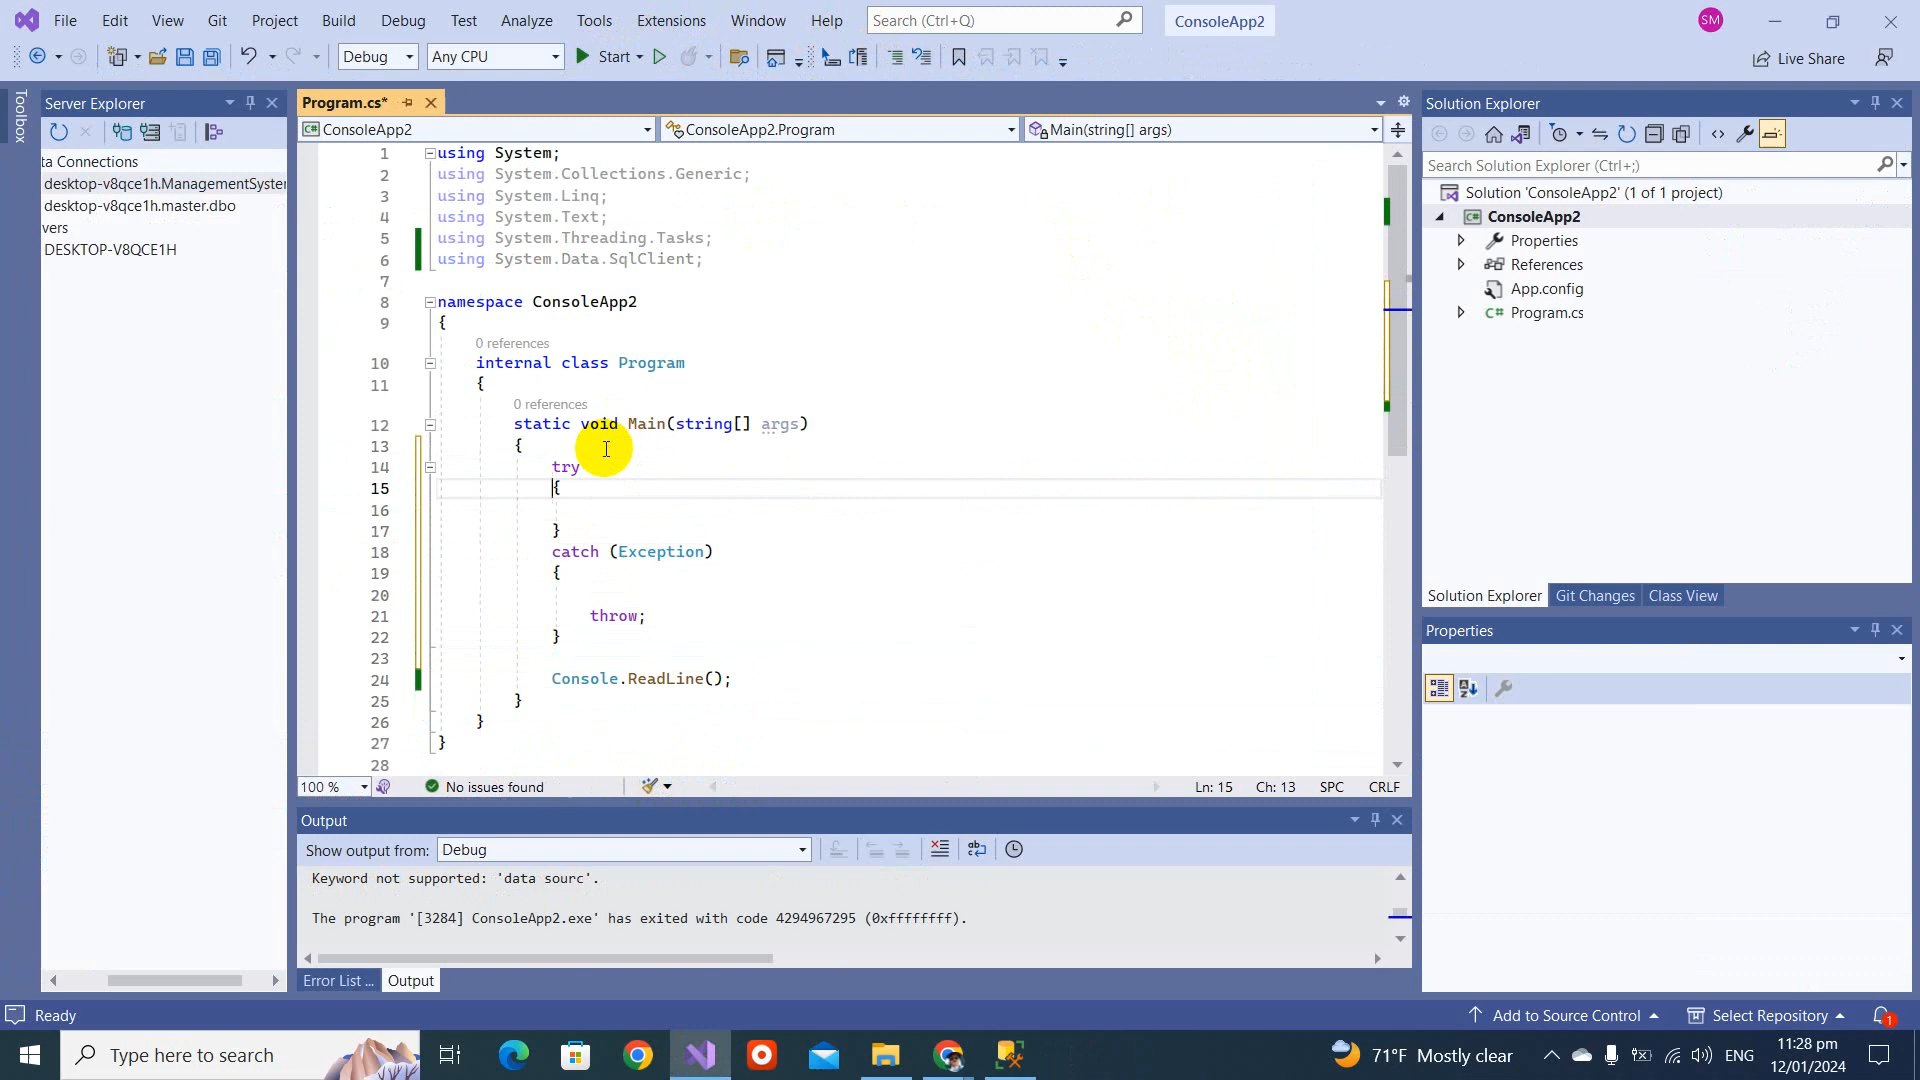 File Edit View Git Project Build Debug Test Analyze Tools Extensions Window Help Search (Ctrl+Q) ConsoleApp2 SM
Debug Any CPU Start Live Share
Toolbox
Server Explorer
ta Connections
desktop-v8qce1h.ManagementSyster
desktop-v8qce1h.master.dbo
vers
DESKTOP-V8QCE1H
Program.cs*
ConsoleApp2 ConsoleApp2.Program Main(string[] args)
1 using System;
2 using System.Collections.Generic;
3 using System.Linq;
4 using System.Text;
5 using System.Threading.Tasks;
6 using System.Data.SqlClient;
7
8 namespace ConsoleApp2
9 {
0 references
10 internal class Program
11 {
0 references
12 static void Main(string[] args)
13 {
14 try
15 {
16
17 }
18 catch (Exception)
19 {
20
21 throw;
22 }
23
24 Console.ReadLine();
25 }
26 }
27 }
28
100 % No issues found Ln: 15 Ch: 13 SPC CRLF
Output
Show output from: Debug
Keyword not supported: 'data sourc'.
The program '[3284] ConsoleApp2.exe' has exited with code 4294967295 (0xffffffff).
Error List ... Output
Solution Explorer
Search Solution Explorer (Ctrl+;)
Solution 'ConsoleApp2' (1 of 1 project)
ConsoleApp2
Properties
References
App.config
C# Program.cs
Solution Explorer Git Changes Class View
Properties
Ready Add to Source Control Select Repository 1
Type here to search 71°F Mostly clear ENG 11:28 pm
12/01/2024